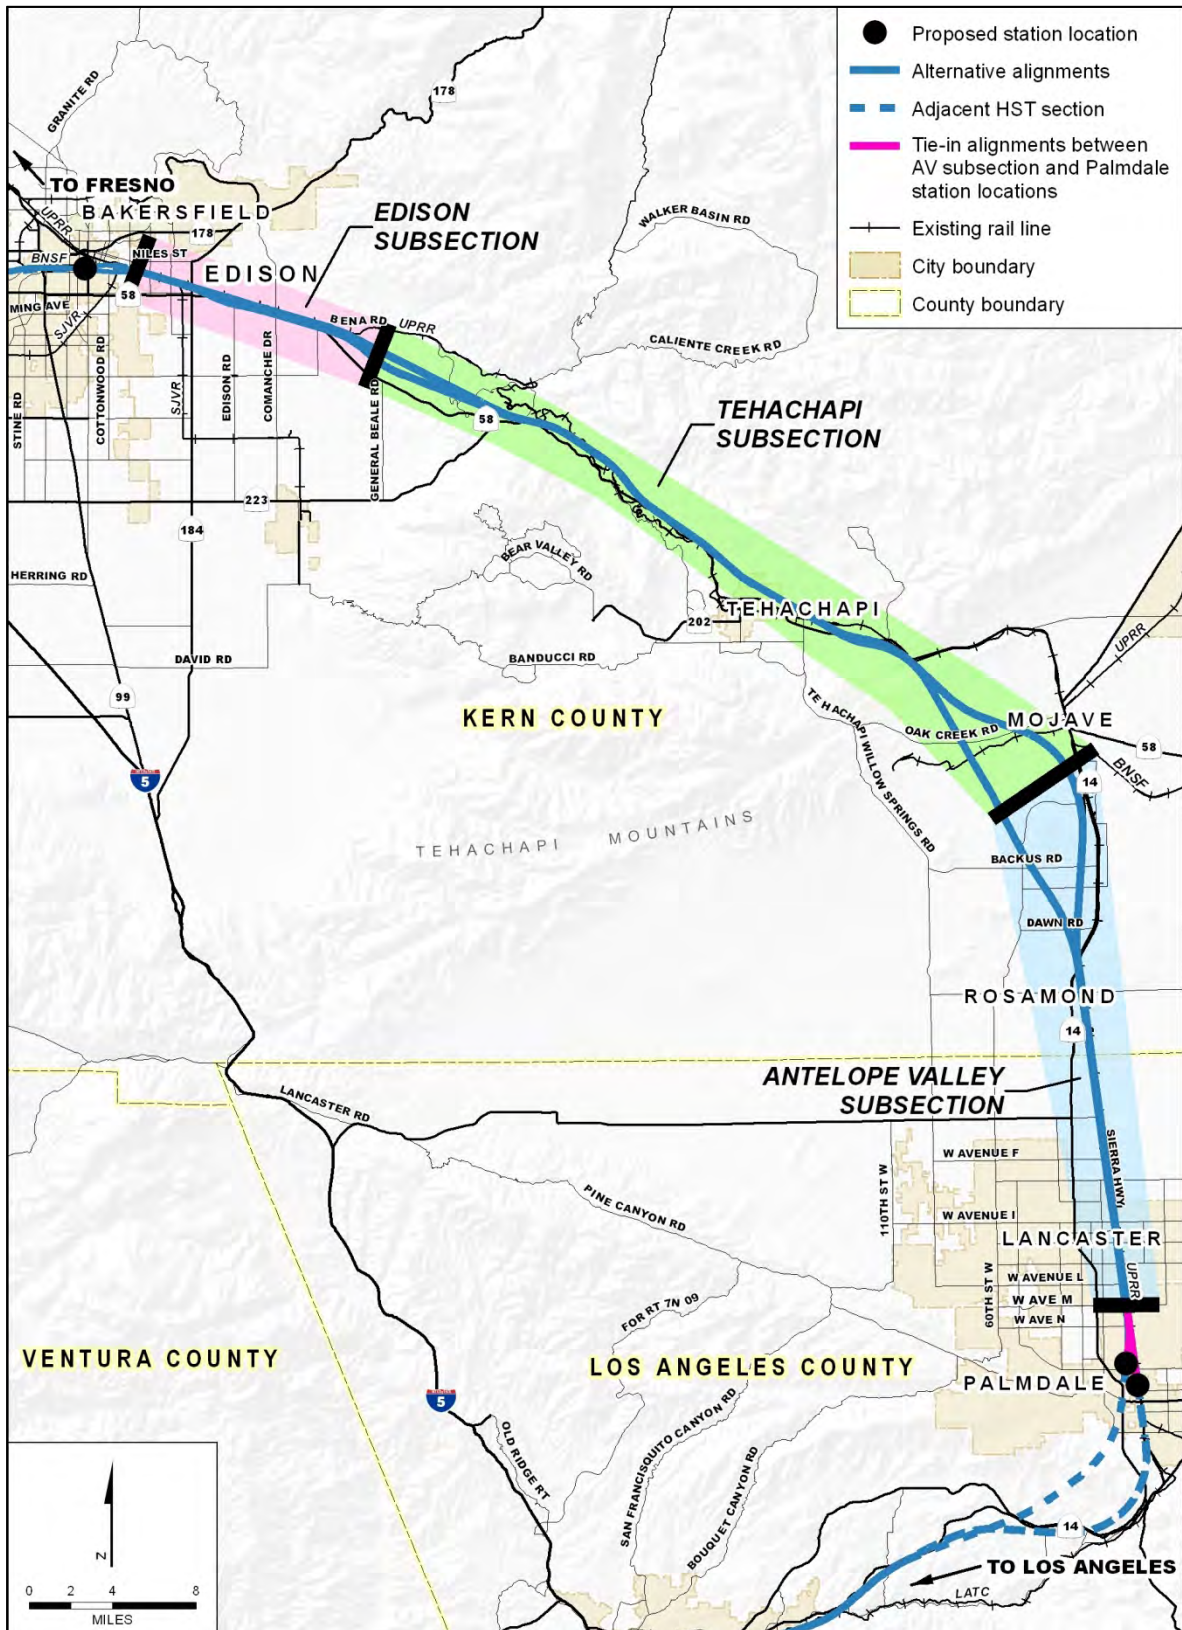 Proposed station location
Alternative alignments
Adjacent HST section
Tie-in alignments between
AV subsection and Palmdale
station locations
Existing rail line
City boundary
County boundary
GRANITE RD
178
TO FRESNO
BAKERSFIELD
UPRR
178
EDISON
SUBSECTION
WALKER BASIN RD
BNSF
NILES ST
EDISON
58
MING AVE
SJVR
BENA RD
UPRR
CALIENTE CREEK RD
STINE RD
COTTONWOOD RD
SJVR
EDISON RD
COMANCHE DR
GENERAL BEALE RD
58
TEHACHAPI
SUBSECTION
223
184
BEAR VALLEY RD
HERRING RD
TEHACHAPI
202
UPRR
DAVID RD
BANDUCCI RD
99
KERN COUNTY
TEHACHAPI WILLOW SPRINGS RD
OAK CREEK RD
MOJAVE
58
BNSF
5
14
TEHACHAPI MOUNTAINS
BACKUS RD
DAWN RD
ROSAMOND
14
ANTELOPE VALLEY
SUBSECTION
LANCASTER RD
SIERRA HWY
W AVENUE F
110TH ST W
PINE CANYON RD
W AVENUE I
LANCASTER
UPRR
60TH ST W
W AVENUE L
W AVE M
W AVE N
FOR RT 7N 09
VENTURA COUNTY
LOS ANGELES COUNTY
PALMDALE
5
OLD RIDGE RT
SAN FRANCISQUITO CANYON RD
BOUQUET CANYON RD
14
TO LOS ANGELES
LATC
N
0 2 4 8
MILES